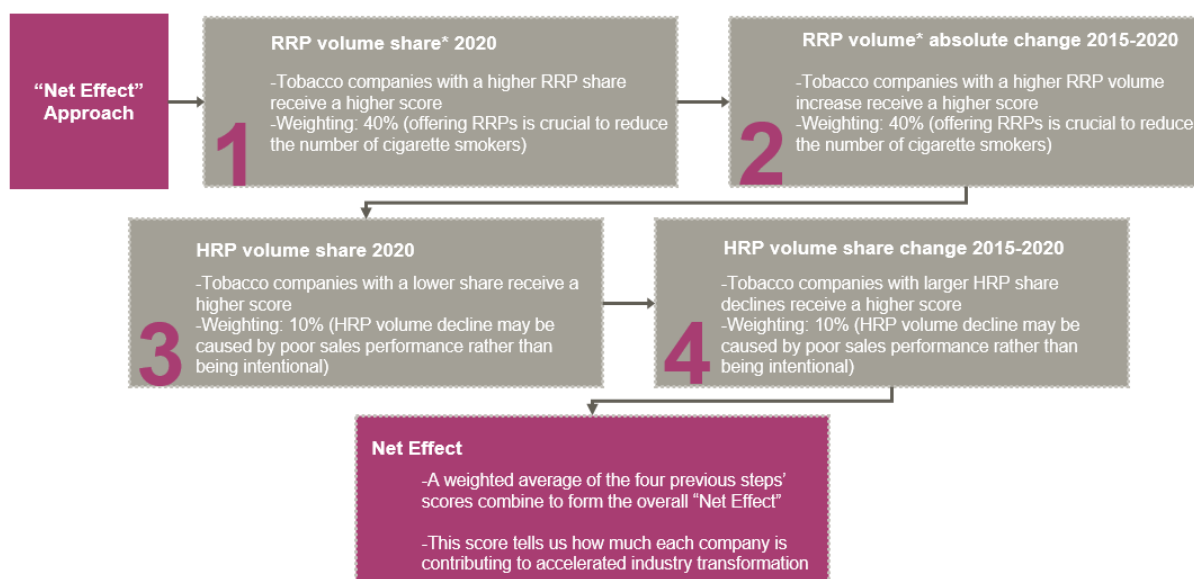 “Net Effect”
Approach
RRP volume share* 2020
-Tobacco companies with a higher RRP share
receive a higher score
-Weighting: 40% (offering RRPs is crucial to reduce
the number of cigarette smokers)
1
RRP volume* absolute change 2015-2020
-Tobacco companies with a higher RRP volume
increase receive a higher score
-Weighting: 40% (offering RRPs is crucial to reduce
the number of cigarette smokers)
2
HRP volume share 2020
-Tobacco companies with a lower share receive a
higher score
-Weighting: 10% (HRP volume decline may be
caused by poor sales performance rather than
being intentional)
3
HRP volume share change 2015-2020
-Tobacco companies with larger HRP share
declines receive a higher score
-Weighting: 10% (HRP volume decline may be
caused by poor sales performance rather than
being intentional)
4
Net Effect
-A weighted average of the four previous steps’
scores combine to form the overall “Net Effect”
-This score tells us how much each company is
contributing to accelerated industry transformation